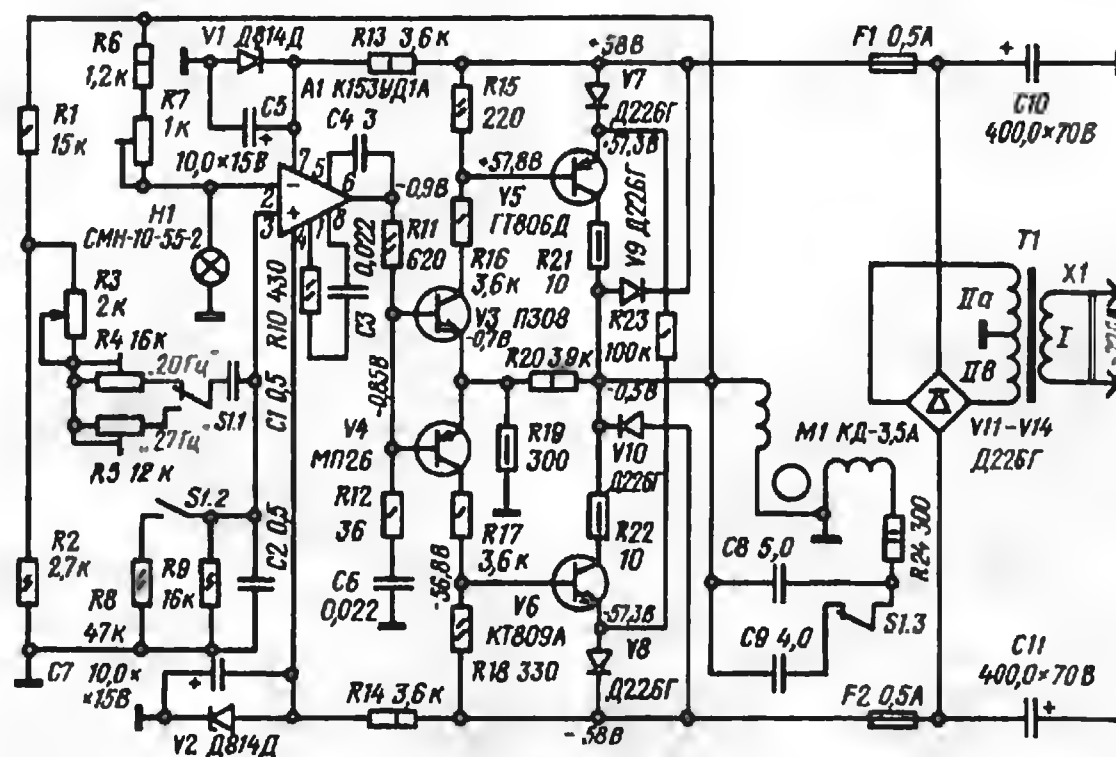 R6
1,2к
R1
15к
R7
1к
V1 Д814Д
C5
10,0×15В
R13 3,6к
A1 К153УД1А
C4 3
R15
220
+58В
V7
Д226Г
+57,3В
+57,8В
V5
ГТ806Д
F1 0,5А
+
C10
400,0×70В
7
5
6
8
1
2
3
4
-0,9В
H1
СМН-10-55-2
R11
620
R10 430
0,022
C3
R16
3,6к
V3 П308
-0,7В
R21
10
V9 Д226Г
R23
100к
T1
X1
IIа
I
IIв
R3
2к
R4 16к
"20Гц"
S1.1
"27Гц"
R5 12к
C1 0,5
R20 3,9к
-0,5В
-0,85В
V4
МП26
R19
300
V10
Д226Г
М1 КД-3,5А
V11-V14
Д226Г
S1.2
R2
2,7к
R8
47к
R9
16к
C2 0,5
R12
36
C6
0,022
R17
3,6к
-56,8В
R22
10
V6
КТ809А
-57,3В
V8
Д226Г
R18 330
C8 5,0
R24 300
S1.3
C9 4,0
C7
10,0×
×15В
+
V2 Д814Д
R14 3,6к
-58В
F2 0,5А
C11
400,0×70В
+